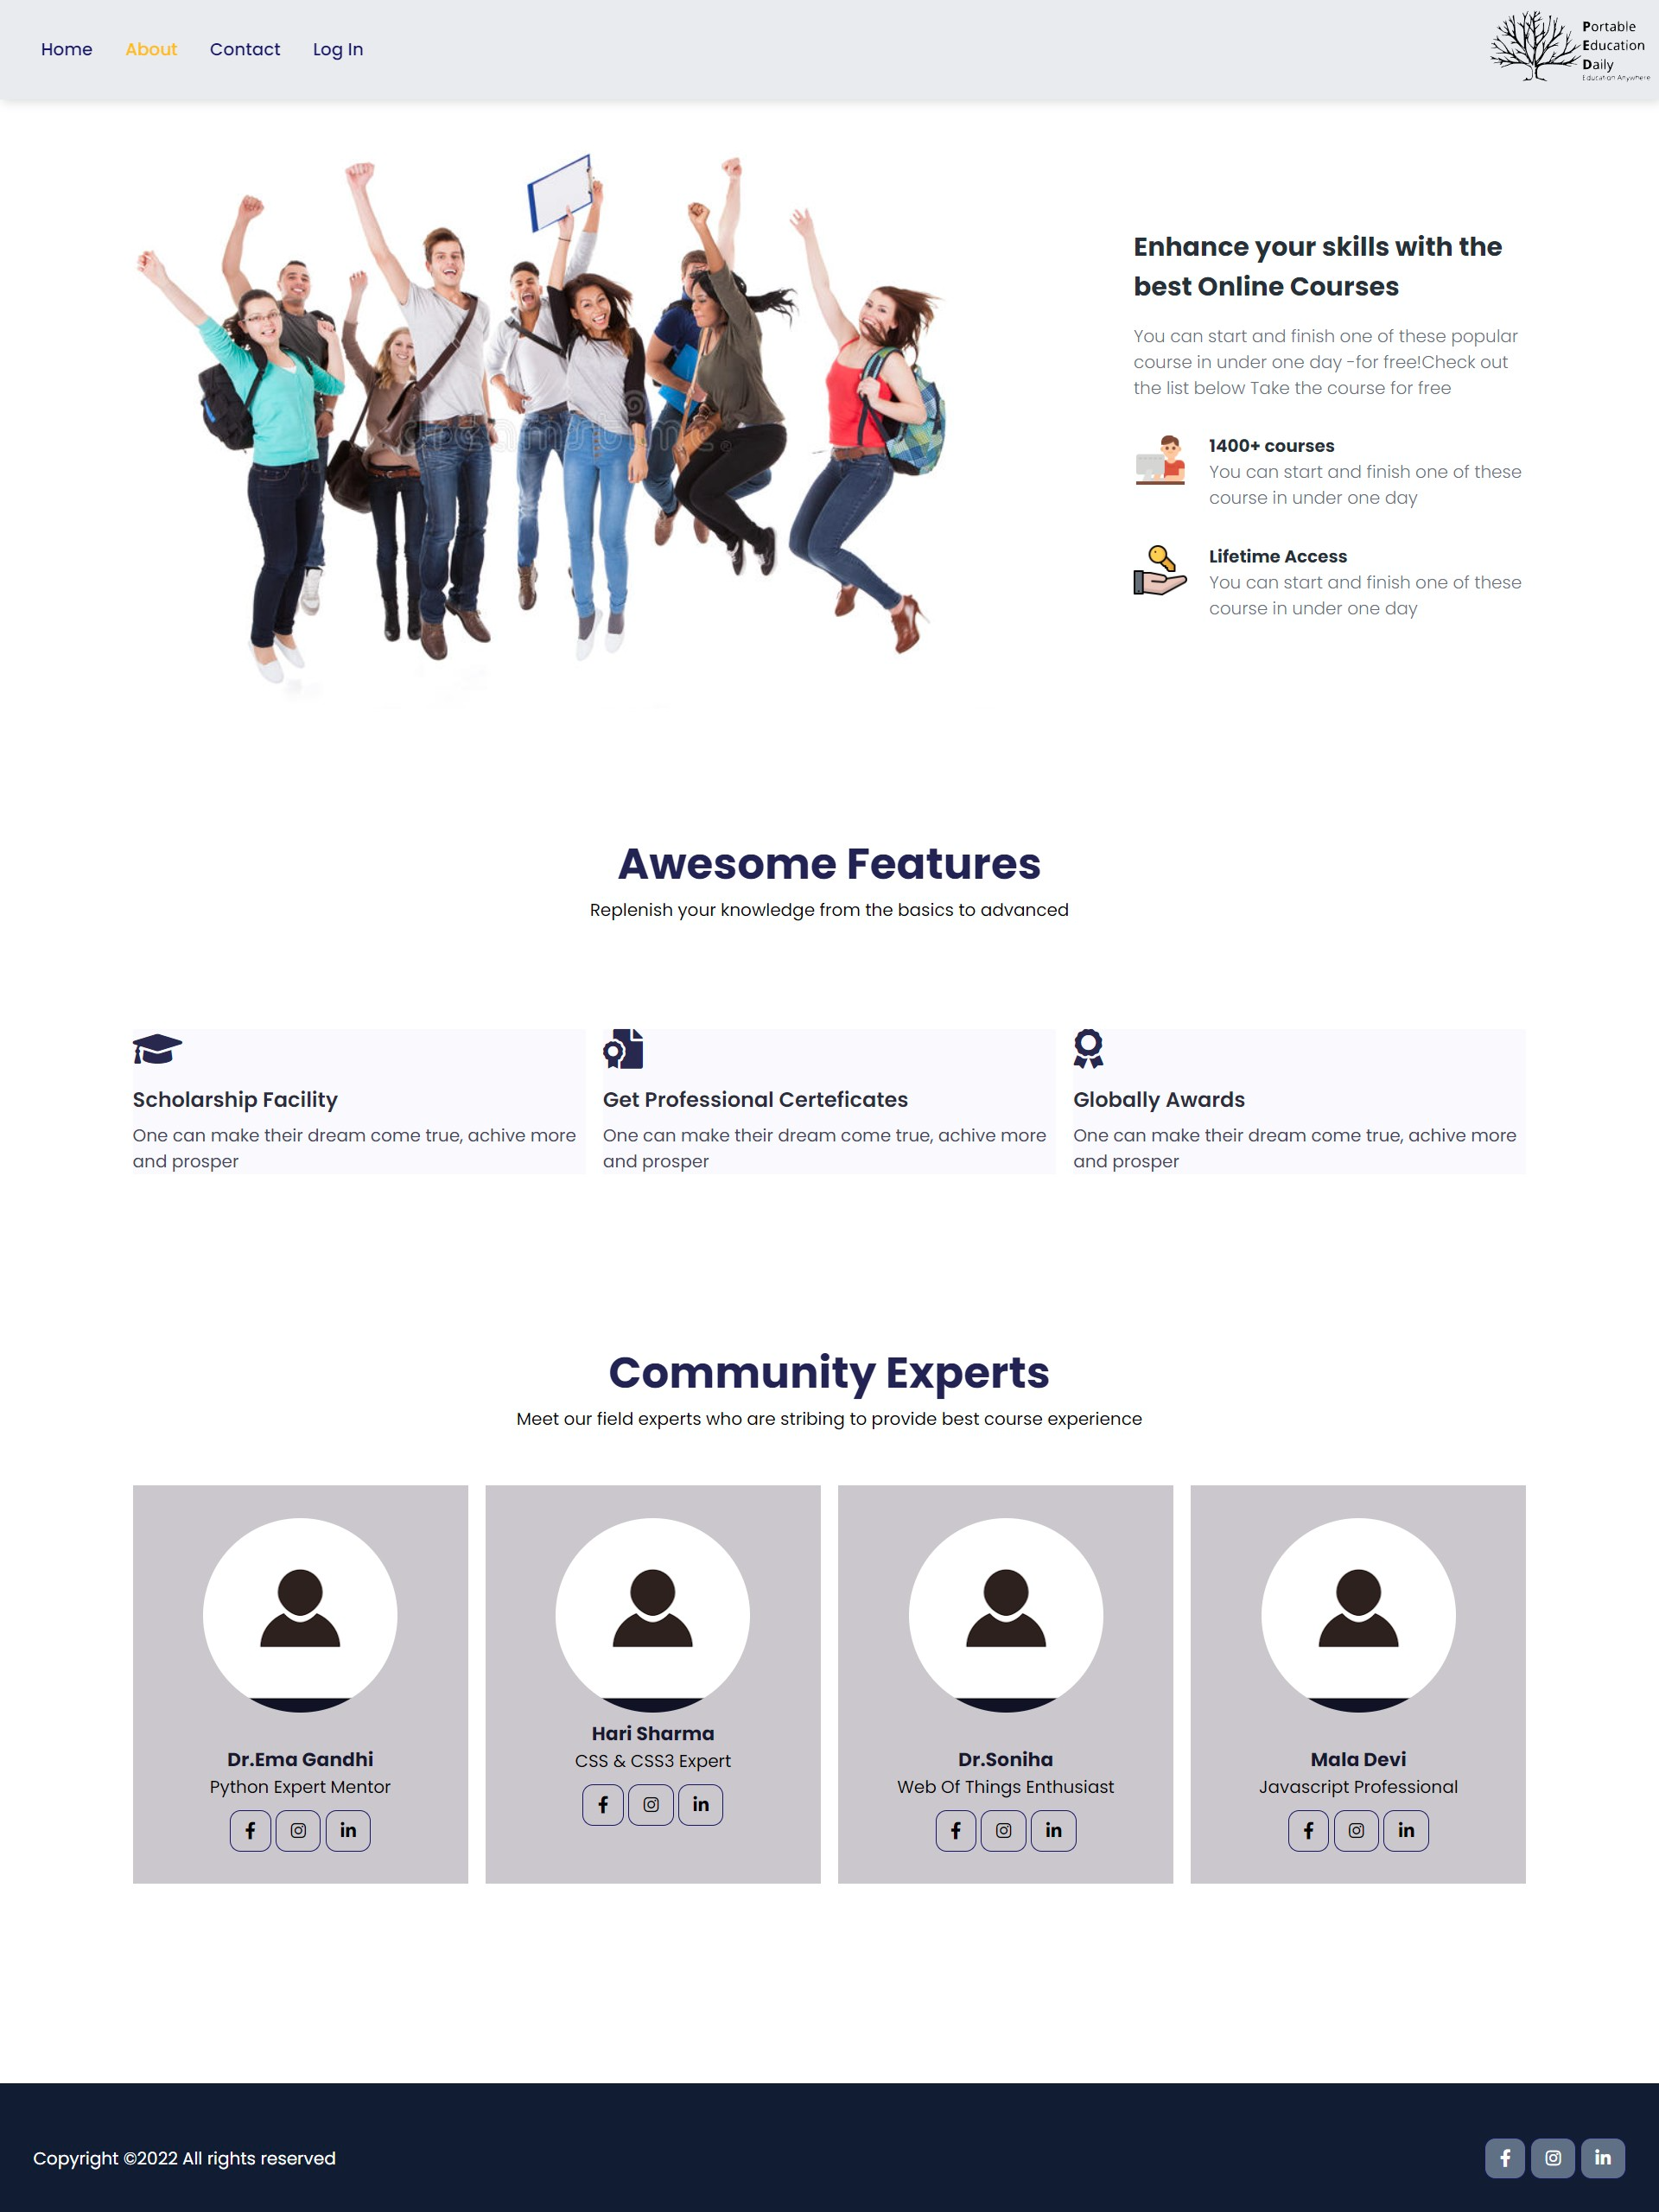 Home About Contact Log In
Portable
Education
Daily
Education Anywhere
dreamstime
Enhance your skills with the
best Online Courses
You can start and finish one of these popular
course in under one day -for free!Check out
the list below Take the course for free
1400+ courses
You can start and finish one of these
course in under one day
Lifetime Access
You can start and finish one of these
course in under one day
Awesome Features
Replenish your knowledge from the basics to advanced
Scholarship Facility
One can make their dream come true, achive more
and prosper
Get Professional Certeficates
One can make their dream come true, achive more
and prosper
Globally Awards
One can make their dream come true, achive more
and prosper
Community Experts
Meet our field experts who are stribing to provide best course experience
Dr.Ema Gandhi
Python Expert Mentor
Hari Sharma
CSS & CSS3 Expert
Dr.Soniha
Web Of Things Enthusiast
Mala Devi
Javascript Professional
Copyright ©2022 All rights reserved